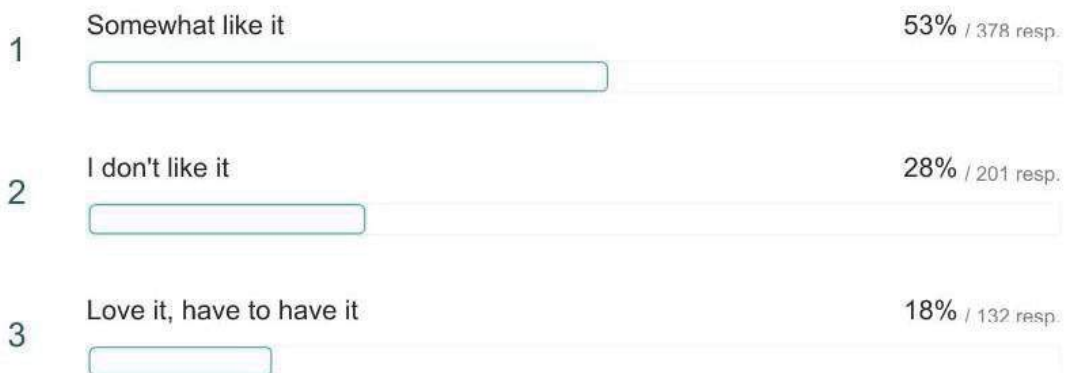 1 Somewhat like it 53% / 378 resp.
2 I don't like it 28% / 201 resp.
3 Love it, have to have it 18% / 132 resp.